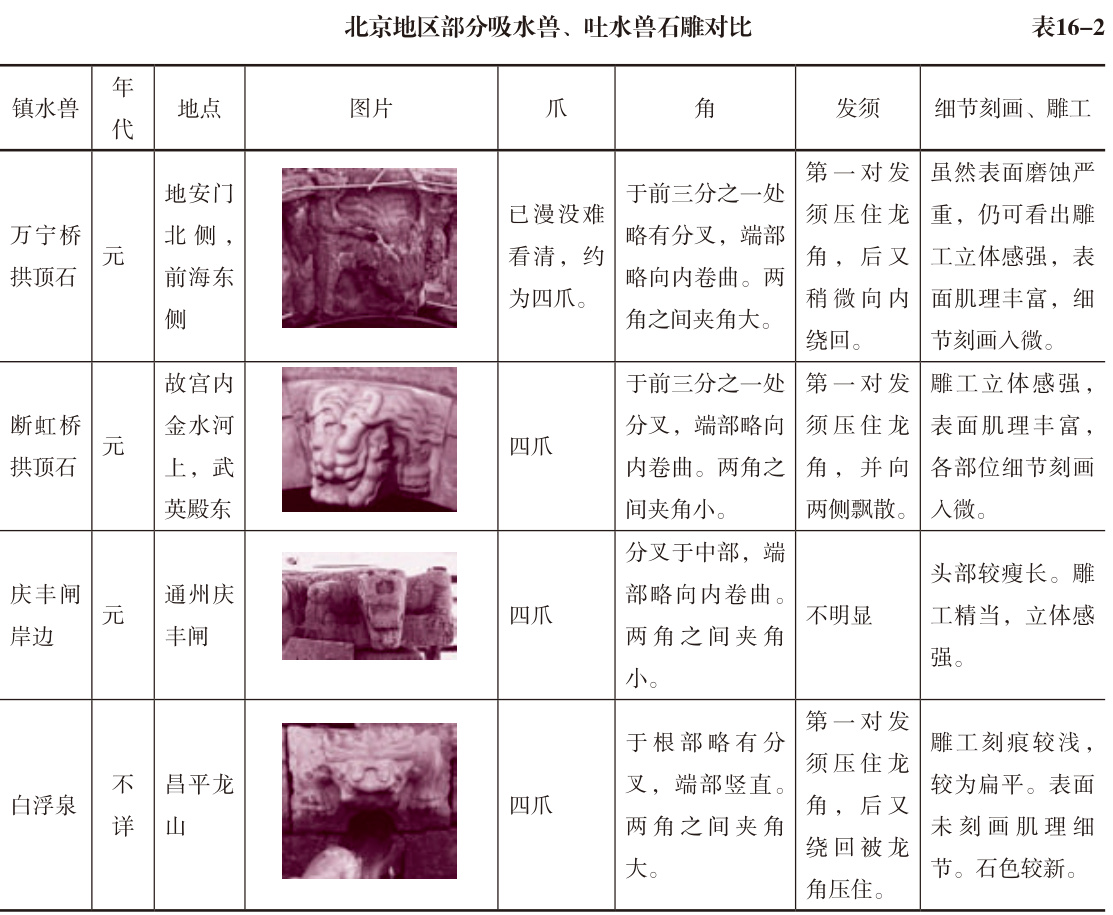 北京地区部分吸水兽、吐水兽石雕对比
表16-2
镇水兽
年
代
地点
图片
爪
角
发须
细节刻画、雕工
万宁桥
拱顶石
元
地安门
北侧，
前海东
侧
已漫没难
看清，约
为四爪。
于前三分之一处
略有分叉，端部
略向内卷曲。两
角之间夹角大。
第一对发
须压住龙
角，后又
稍微向内
绕回。
虽然表面磨蚀严
重，仍可看出雕
工立体感强，表
面肌理丰富，细
节刻画入微。
断虹桥
拱顶石
元
故宫内
金水河
上，武
英殿东
四爪
于前三分之一处
分叉，端部略向
内卷曲。两角之
间夹角小。
第一对发
须压住龙
角，并向
两侧飘散。
雕工立体感强，
表面肌理丰富，
各部位细节刻画
入微。
庆丰闸
岸边
元
通州庆
丰闸
四爪
分叉于中部，端
部略向内卷曲。
两角之间夹角
小。
不明显
头部较瘦长。雕
工精当，立体感
强。
白浮泉
不
详
昌平龙
山
四爪
于根部略有分
叉，端部竖直。
两角之间夹角
大。
第一对发
须压住龙
角，后又
绕回被龙
角压住。
雕工刻痕较浅，
较为扁平。表面
未刻画肌理细
节。石色较新。